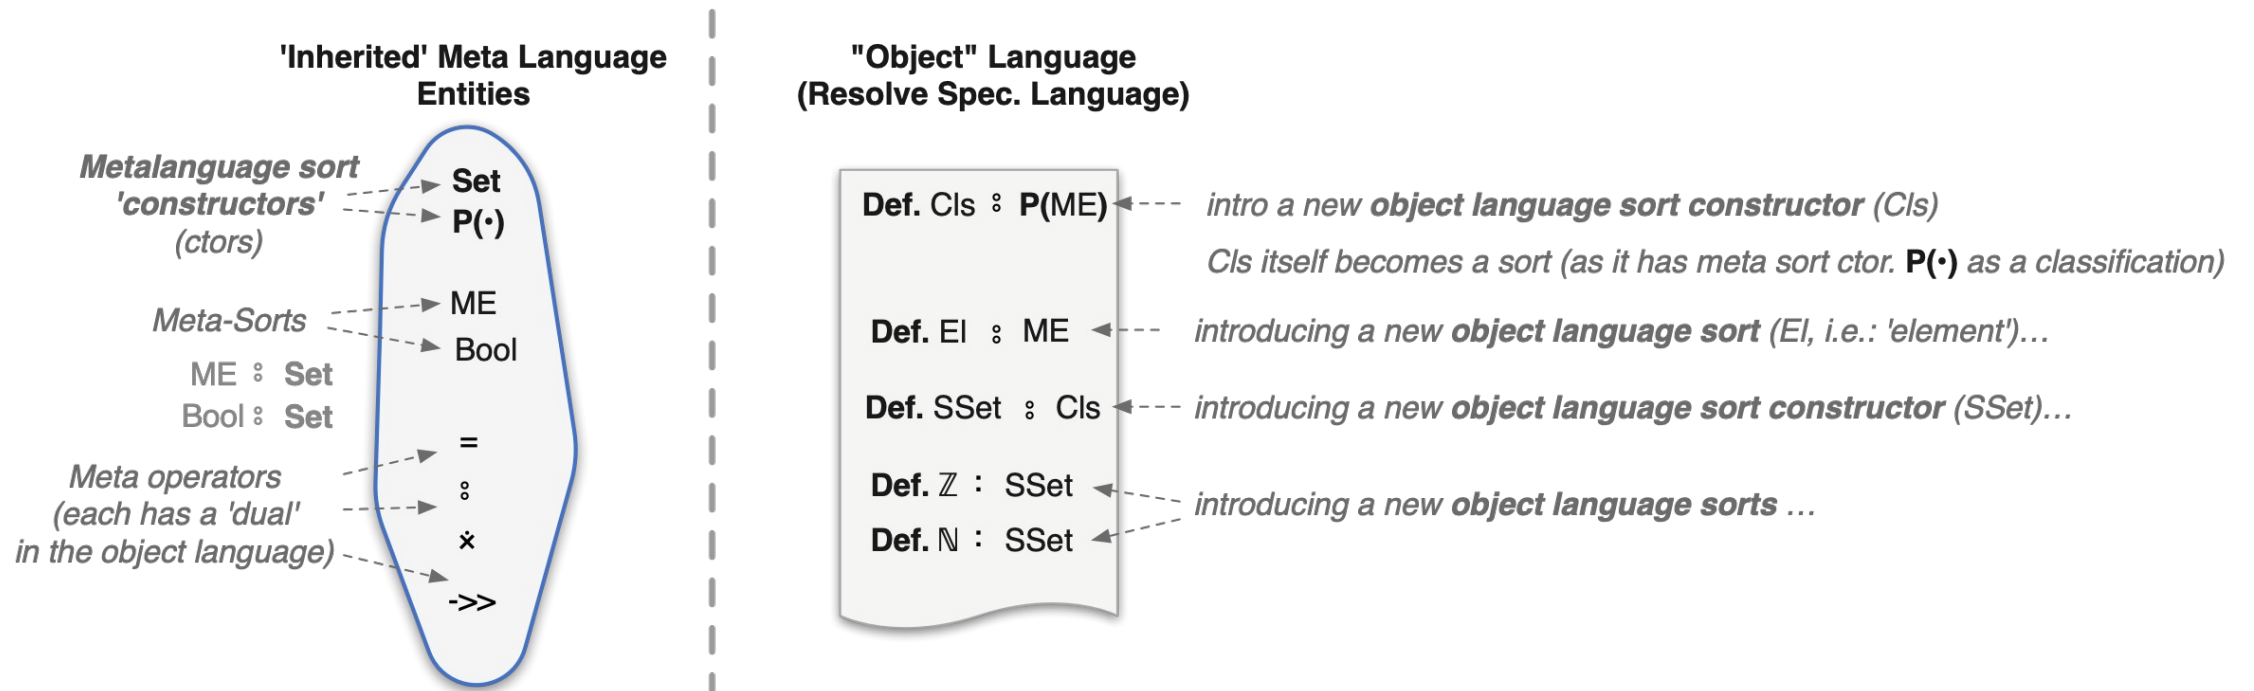 'Inherited' Meta Language
Entities
Metalanguage sort
'constructors'
(ctors)
Set
P(•)
Meta-Sorts
ME
Bool
ME ⦂ Set
Bool ⦂ Set
Meta operators
(each has a 'dual'
in the object language)
=
⦂
⩰
->>
"Object" Language
(Resolve Spec. Language)
Def. Cls ⦂ P(ME)
intro a new object language sort constructor (Cls)
Cls itself becomes a sort (as it has meta sort ctor. P(•) as a classification)
Def. El ⦂ ME
introducing a new object language sort (El, i.e.: 'element')…
Def. SSet ⦂ Cls
introducing a new object language sort constructor (SSet)…
Def. ℤ : SSet
Def. ℕ : SSet
introducing a new object language sorts …